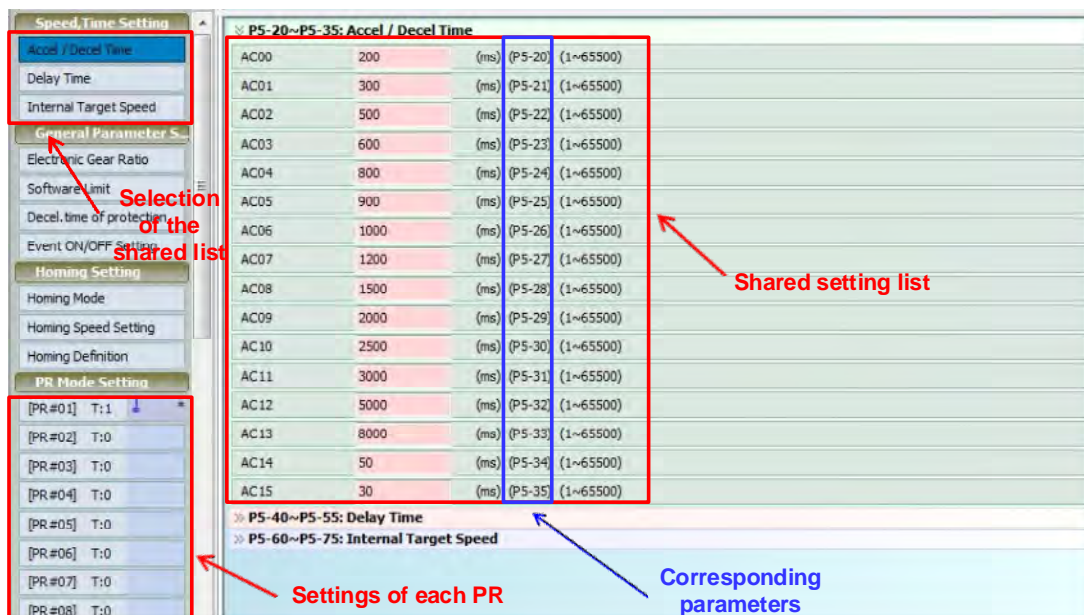 Speed,Time Setting
Accel / Decel Time
Delay Time
Internal Target Speed
General Parameter S...
Electronic Gear Ratio
Software Limit
Decel.time of protection
Event ON/OFF Setting
Homing Setting
Homing Mode
Homing Speed Setting
Homing Definition
PR Mode Setting
[PR#01] T:1 *
[PR#02] T:0
[PR#03] T:0
[PR#04] T:0
[PR#05] T:0
[PR#06] T:0
[PR#07] T:0
[PR#08] T:0
Selection
of the
shared list
P5-20~P5-35: Accel / Decel Time
AC00 200 (ms) (P5-20) (1~65500)
AC01 300 (ms) (P5-21) (1~65500)
AC02 500 (ms) (P5-22) (1~65500)
AC03 600 (ms) (P5-23) (1~65500)
AC04 800 (ms) (P5-24) (1~65500)
AC05 900 (ms) (P5-25) (1~65500)
AC06 1000 (ms) (P5-26) (1~65500)
AC07 1200 (ms) (P5-27) (1~65500)
AC08 1500 (ms) (P5-28) (1~65500)
AC09 2000 (ms) (P5-29) (1~65500)
AC10 2500 (ms) (P5-30) (1~65500)
AC11 3000 (ms) (P5-31) (1~65500)
AC12 5000 (ms) (P5-32) (1~65500)
AC13 8000 (ms) (P5-33) (1~65500)
AC14 50 (ms) (P5-34) (1~65500)
AC15 30 (ms) (P5-35) (1~65500)
Shared setting list
P5-40~P5-55: Delay Time
P5-60~P5-75: Internal Target Speed
Settings of each PR
Corresponding
parameters